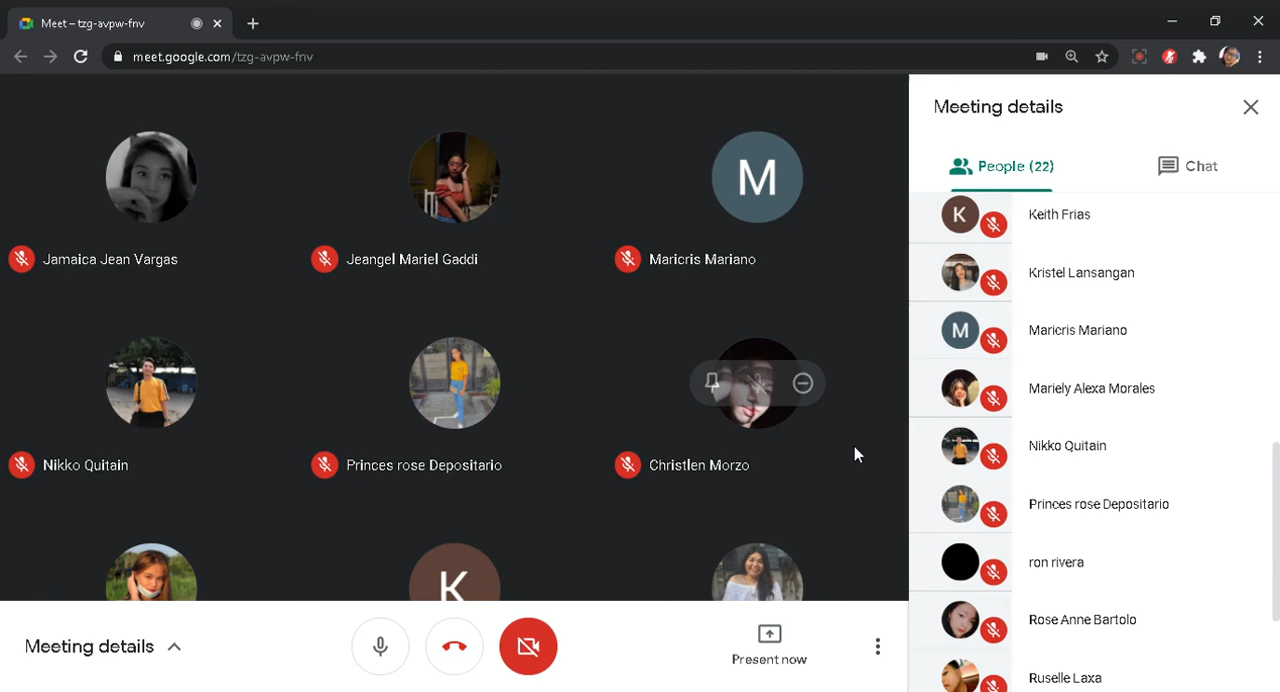 Meet – tzg-avpw-fnv
meet.google.com/tzg-avpw-fnv
Meeting details
People (22)
Chat
Jamaica Jean Vargas
Jeangel Mariel Gaddi
M
Maricris Mariano
Nikko Quitain
Princes rose Depositario
Christlen Morzo
K
K
Keith Frias
Kristel Lansangan
M
Maricris Mariano
Mariely Alexa Morales
Nikko Quitain
Princes rose Depositario
ron rivera
Rose Anne Bartolo
Ruselle Laxa
Meeting details
Present now